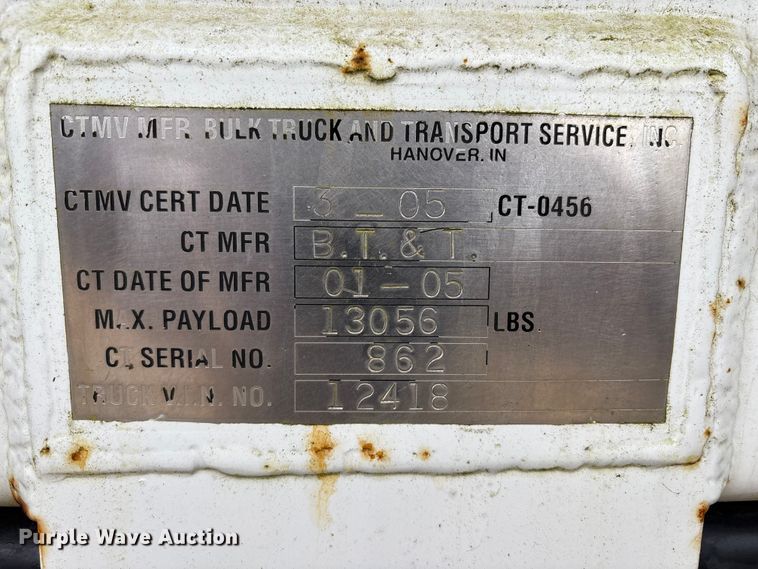 CTMV MFR. BULK TRUCK AND TRANSPORT SERVICE, INC
HANOVER, IN
CTMV CERT DATE 3-05 CT-0456
CT MFR B.T.&T.
CT DATE OF MFR 01-05
MAX. PAYLOAD 13056 LBS.
CT SERIAL NO. 862
TRUCK V.I.N. NO. 12418
Purple Wave Auction